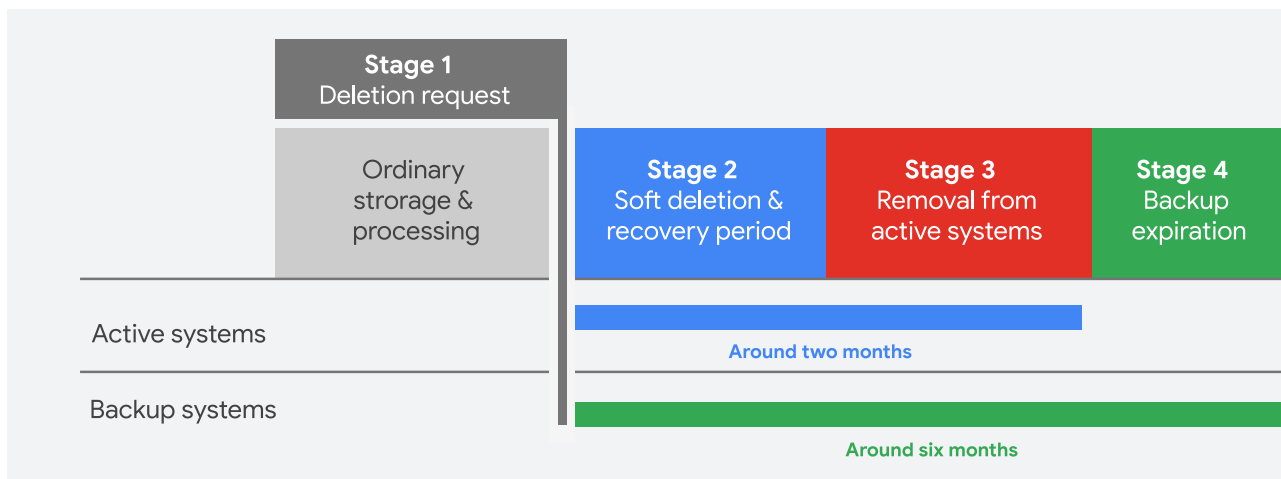 Stage 1
Deletion request
Ordinary
strorage &
processing
Stage 2
Soft deletion &
recovery period
Stage 3
Removal from
active systems
Stage 4
Backup
expiration
Active systems
Around two months
Backup systems
Around six months